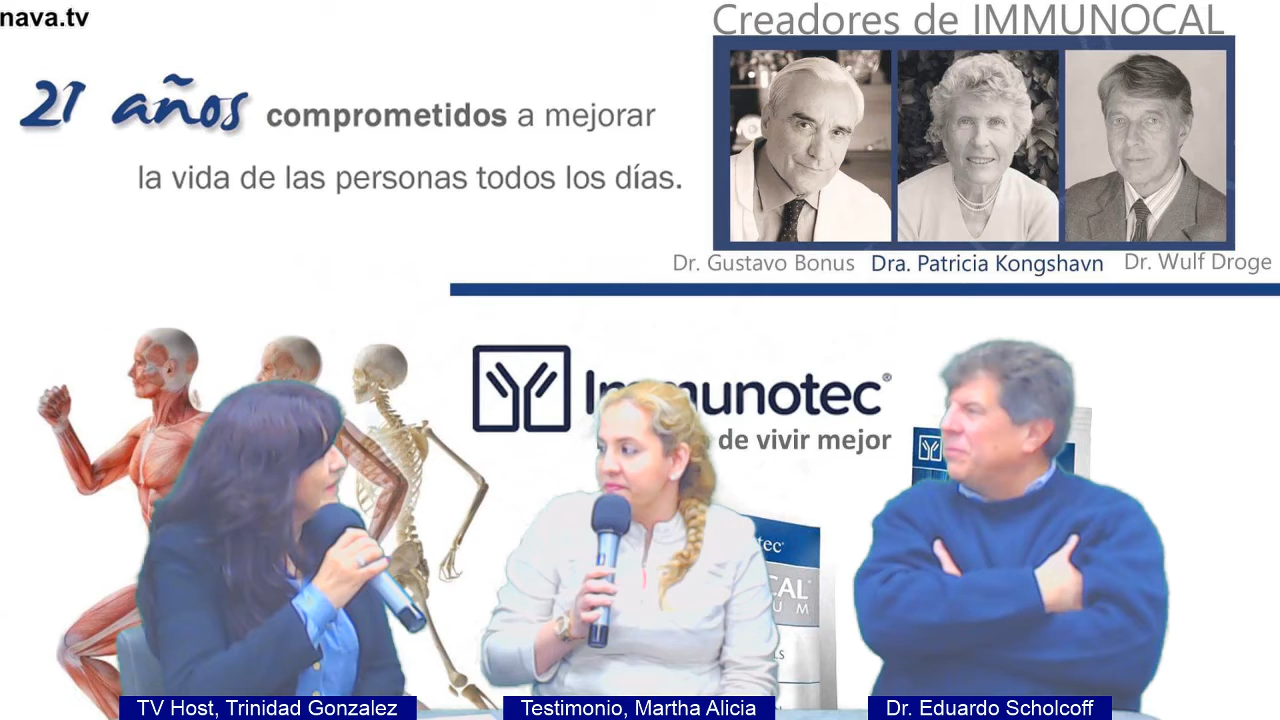 nava.tv
Creadores de IMMUNOCAL
21 años comprometidos a mejorar
la vida de las personas todos los días.
Dr. Gustavo Bonus Dra. Patricia Kongshavn Dr. Wulf Droge
Immunotec®
de vivir mejor
TV Host, Trinidad Gonzalez
Testimonio, Martha Alicia
Dr. Eduardo Scholcoff